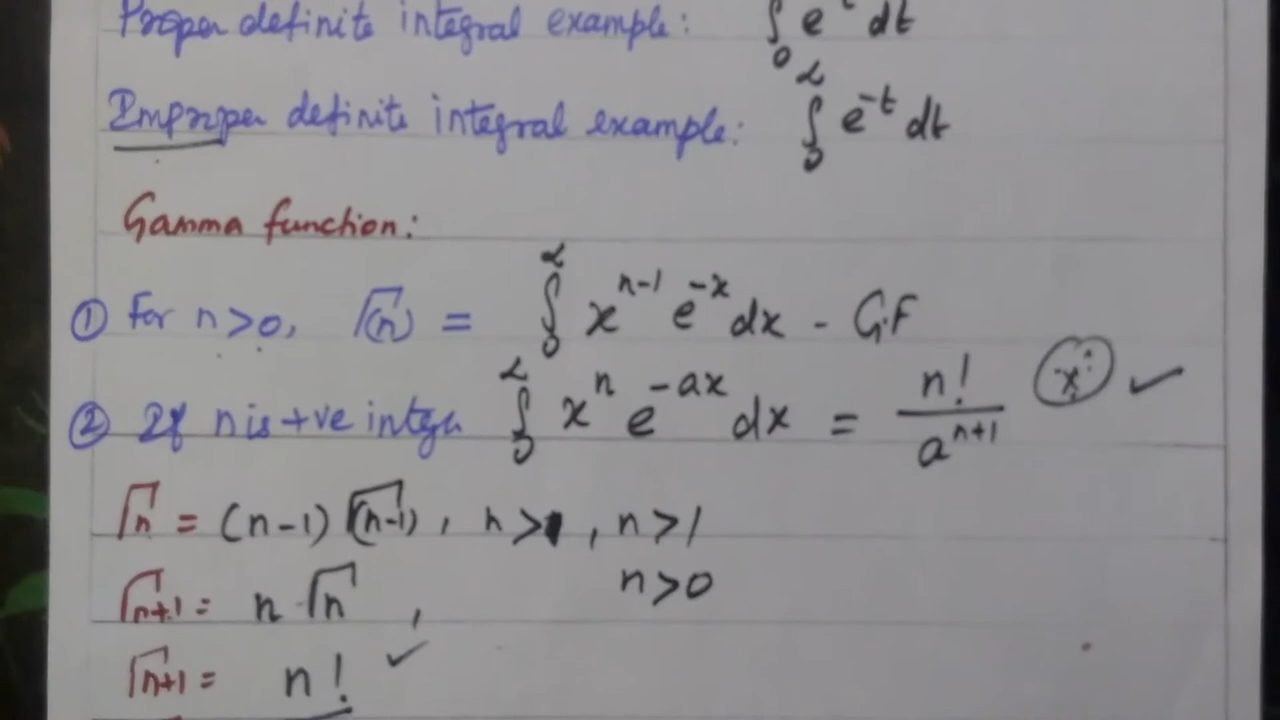 Proper definite integral example: ∫₀ e^t dt
Improper definite integral example: ∫₀^∞ e^-t dt
Gamma function:
① For n>0, Γ(n) = ∫₀^∞ x^n-1 e^-x dx - G.F
② If n is +ve integer ∫₀^∞ x^n e^-ax dx = n!/a^n+1 ✓
Γn = (n-1) Γ(n-1), n>1, n>1
Γn+1 = n Γn, n>0
Γn+1 = n! ✓